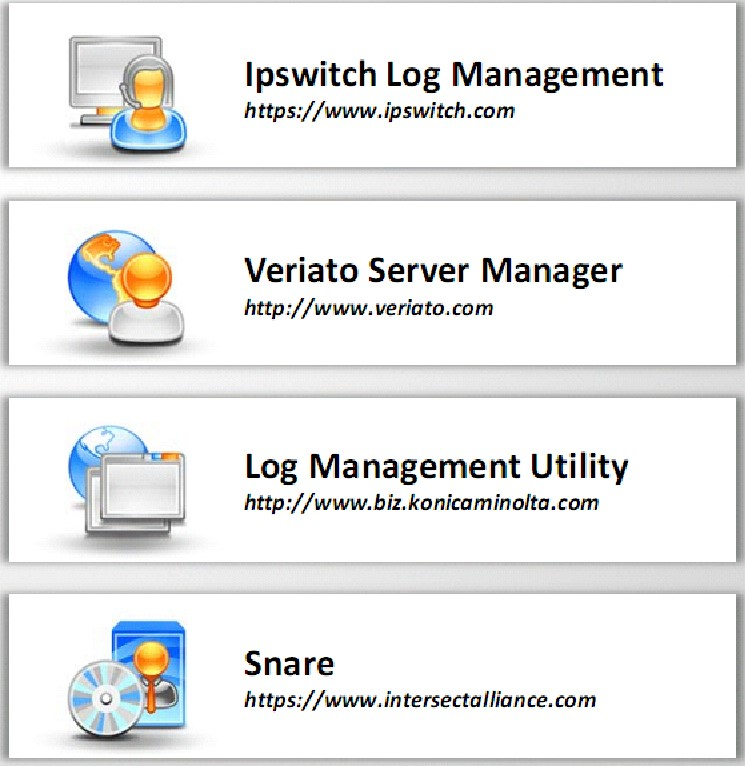 Ipswitch Log Management
https://www.ipswitch.com
Veriato Server Manager
http://www.veriato.com
Log Management Utility
http://www.biz.konicaminolta.com
Snare
https://www.intersectalliance.com